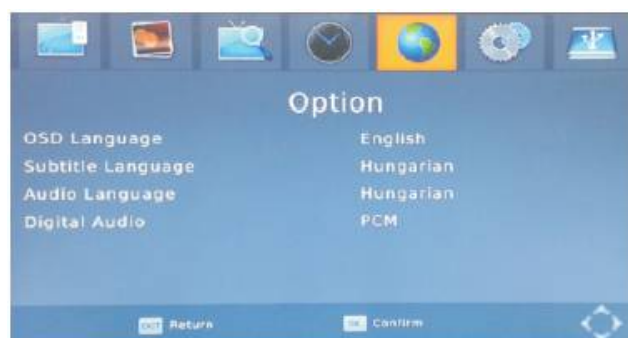 Option
OSD Language English
Subtitle Language Hungarian
Audio Language Hungarian
Digital Audio PCM
EXIT Return OK Confirm